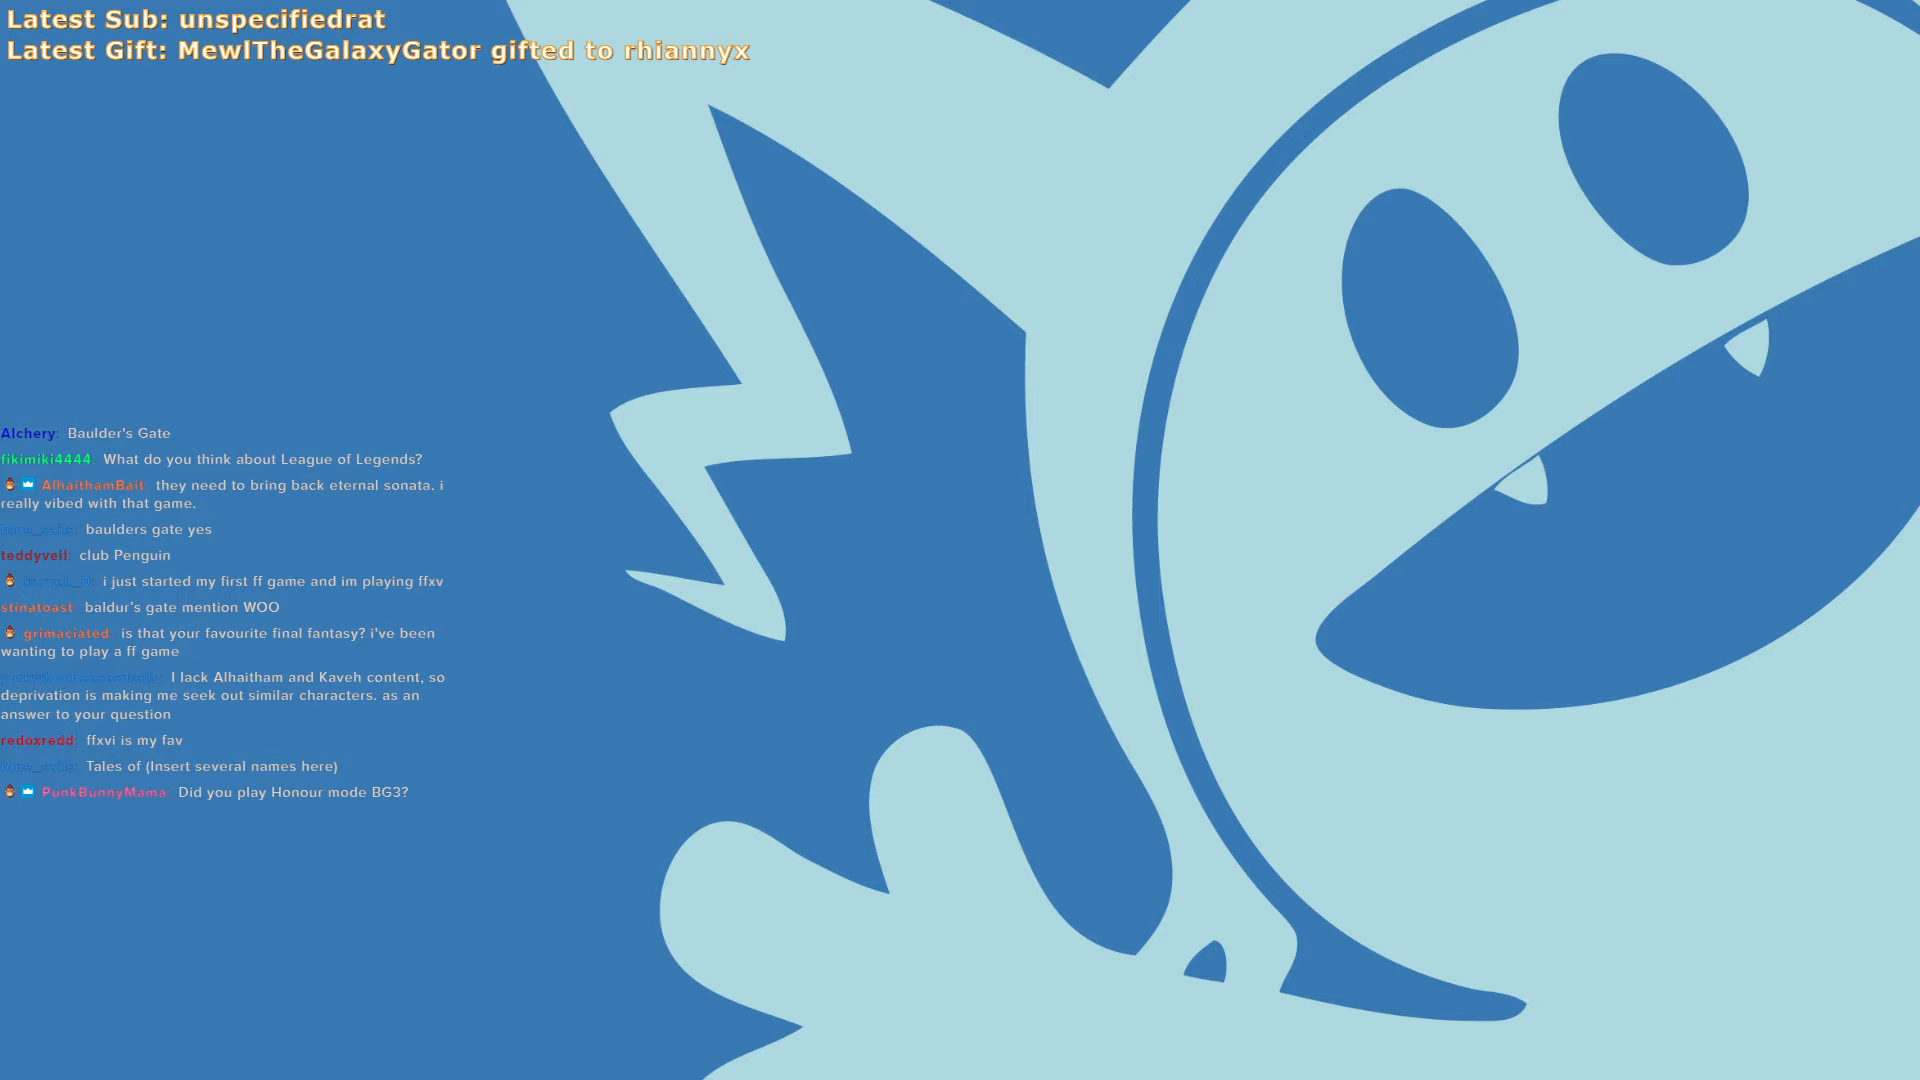 Latest Sub: unspecifiedrat
Latest Gift: MewlTheGalaxyGator gifted to rhiannyx
Alchery: Baulder's Gate
fikimiki4444: What do you think about League of Legends?
AlhaithamBait: they need to bring back eternal sonata. i
really vibed with that game.
baulders gate yes
teddyveil: club Penguin
i just started my first ff game and im playing ffxv
stinatoast: baldur's gate mention WOO
grimaciated: is that your favourite final fantasy? i've been
wanting to play a ff game
I lack Alhaitham and Kaveh content, so
deprivation is making me seek out similar characters. as an
answer to your question
redoxredd: ffxvi is my fav
Tales of (Insert several names here)
PunkBunnyMama: Did you play Honour mode BG3?